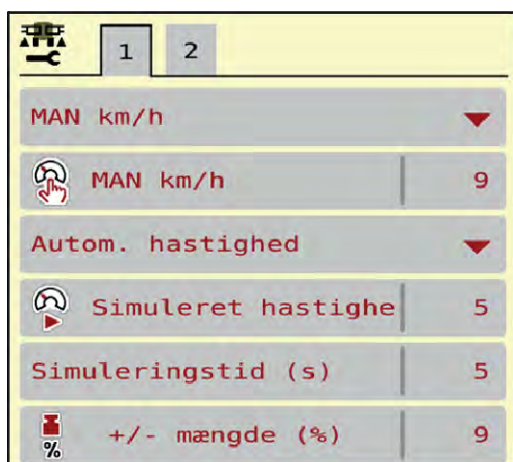 1 2
MAN km/h
MAN km/h 9
Autom. hastighed
Simuleret hastighe 5
Simuleringstid (s) 5
% +/- mængde (%) 9